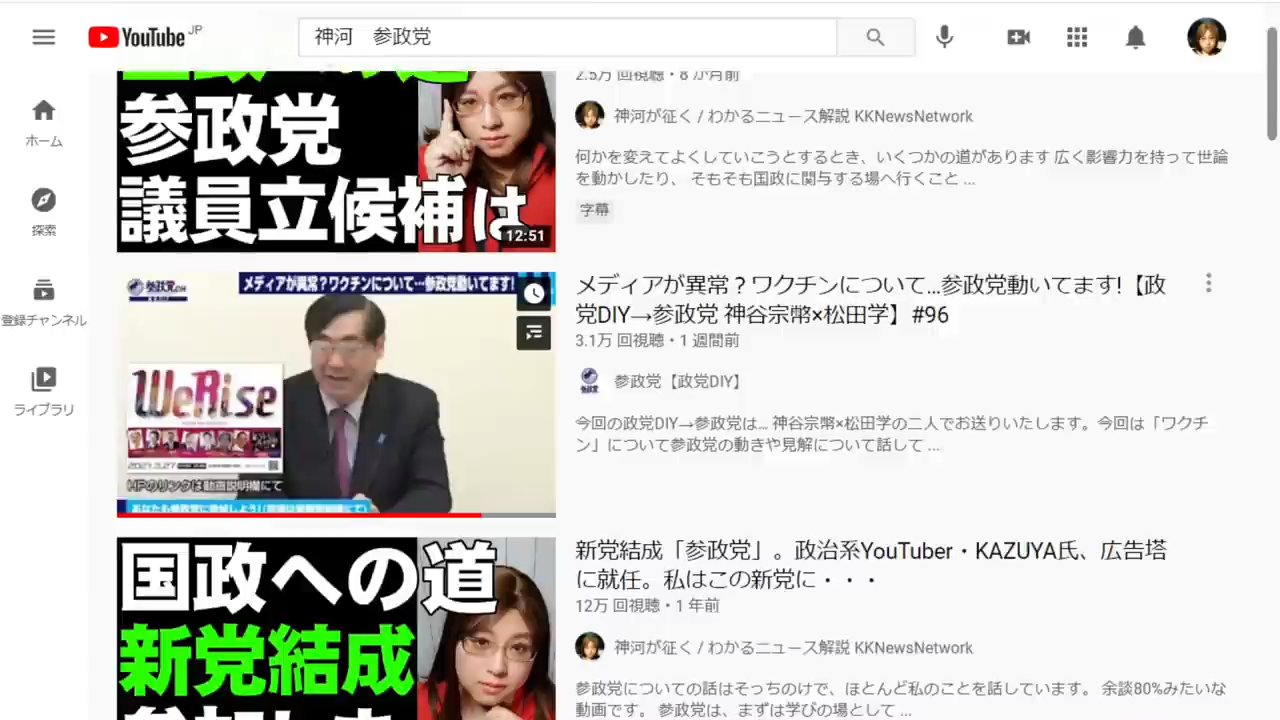 YouTube JP
神河　参政党
ホーム
探索
登録チャンネル
ライブラリ
参政党
議員立候補は
12:51
2.5万 回視聴・8 か月前
神河が征く / わかるニュース解説 KKNewsNetwork
何かを変えてよくしていこうとするとき、いくつかの道があります 広く影響力を持って世論
を動かしたり、 そもそも国政に関与する場へ行くこと ...
字幕
参政党CH
メディアが異常？ワクチンについて…参政党動いてます!
WeRise
HPのリンクは動画説明欄にて
メディアが異常？ワクチンについて...参政党動いてます!【政
党DIY→参政党 神谷宗幣×松田学】#96
3.1万 回視聴・1 週間前
参政党【政党DIY】
今回の政党DIY→参政党は... 神谷宗幣×松田学の二人でお送りいたします。今回は「ワクチ
ン」について参政党の動きや見解について話して ...
国政への道
新党結成
新党結成「参政党」。政治系YouTuber・KAZUYA氏、広告塔
に就任。私はこの新党に・・・
12万 回視聴・1 年前
神河が征く / わかるニュース解説 KKNewsNetwork
参政党についての話はそっちのけで、ほとんど私のことを話しています。 余談80%みたいな
動画です。 参政党は、まずは学びの場として ...